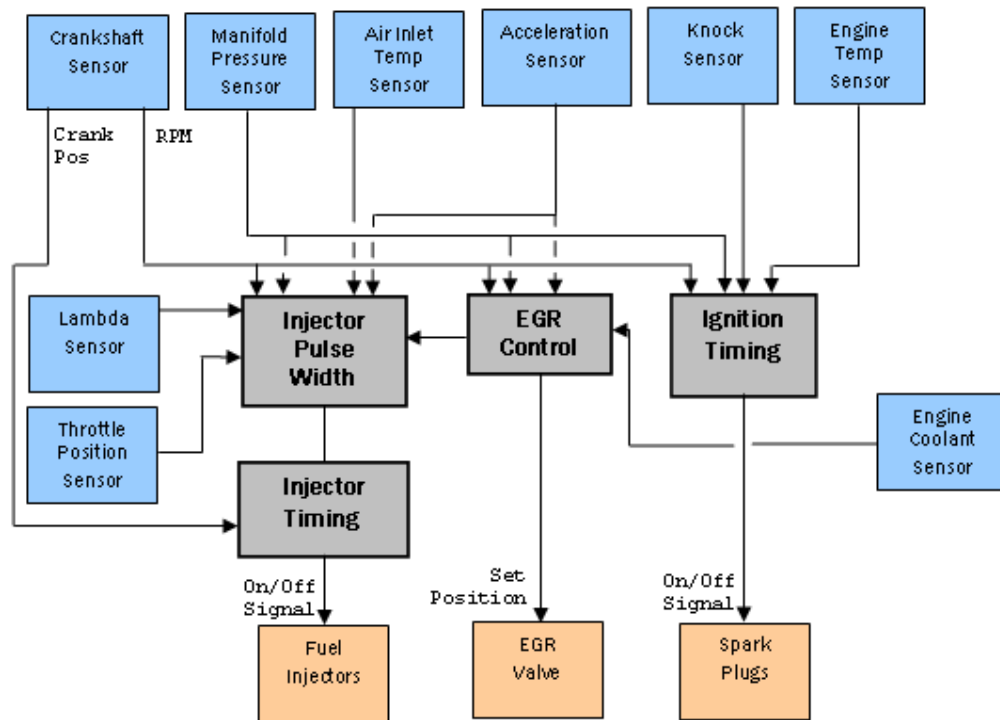 Crankshaft
Sensor
Manifold
Pressure
Sensor
Air Inlet
Temp
Sensor
Acceleration
Sensor
Knock
Sensor
Engine
Temp
Sensor
Crank
Pos
RPM
Lambda
Sensor
Injector
Pulse
Width
EGR
Control
Ignition
Timing
Throttle
Position
Sensor
Engine
Coolant
Sensor
Injector
Timing
On/Off
Signal
Set
Position
On/Off
Signal
Fuel
Injectors
EGR
Valve
Spark
Plugs